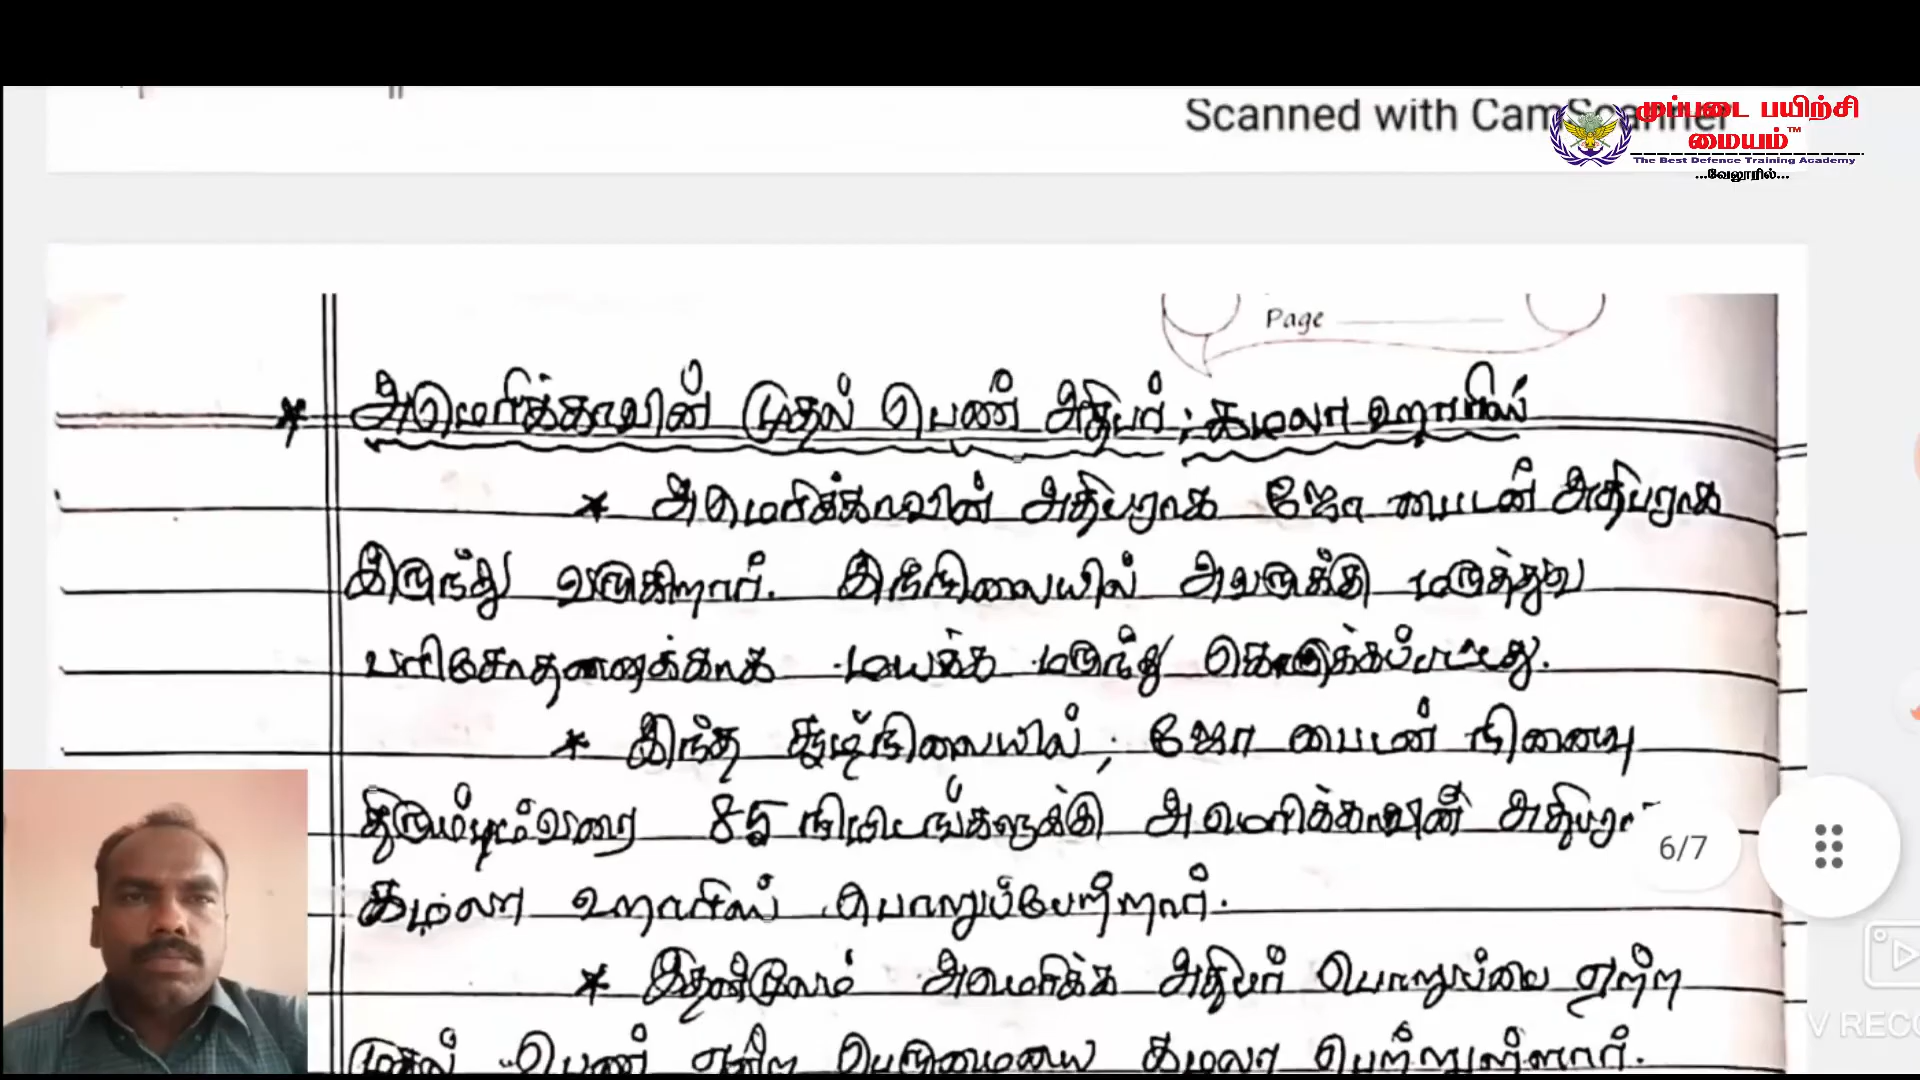 Scanned with CamScanner
முப்படை பயிற்சி
மையம்™
The Best Defence Training Academy
...வேலூரில்...
Page
* அமெரிக்காவின் முதல் பெண் அதிபர்; கமலா ஹாரிஸ்
* அமெரிக்காவின் அதிபராக ஜோ பைடன் அதிபராக
இருந்து வருகிறார். இந்நிலையில் அவருக்கு மருத்துவ
பரிசோதனைக்காக மயக்க மருந்து கொடுக்கப்பட்டது.
* இந்த சூழ்நிலையில், ஜோ பைடன் நினைவு
திரும்பும்வரை 85 நிமிடங்களுக்கு அமெரிக்காவின் அதிபரா
கமலா ஹாரிஸ் பொறுப்பேற்றார்.
* இதன்மூலம் அமெரிக்க அதிபர் பொறுப்பை ஏற்ற
முதல் பெண் என்ற பெருமையை கமலா பெற்றுள்ளார்.
6/7
V RECO